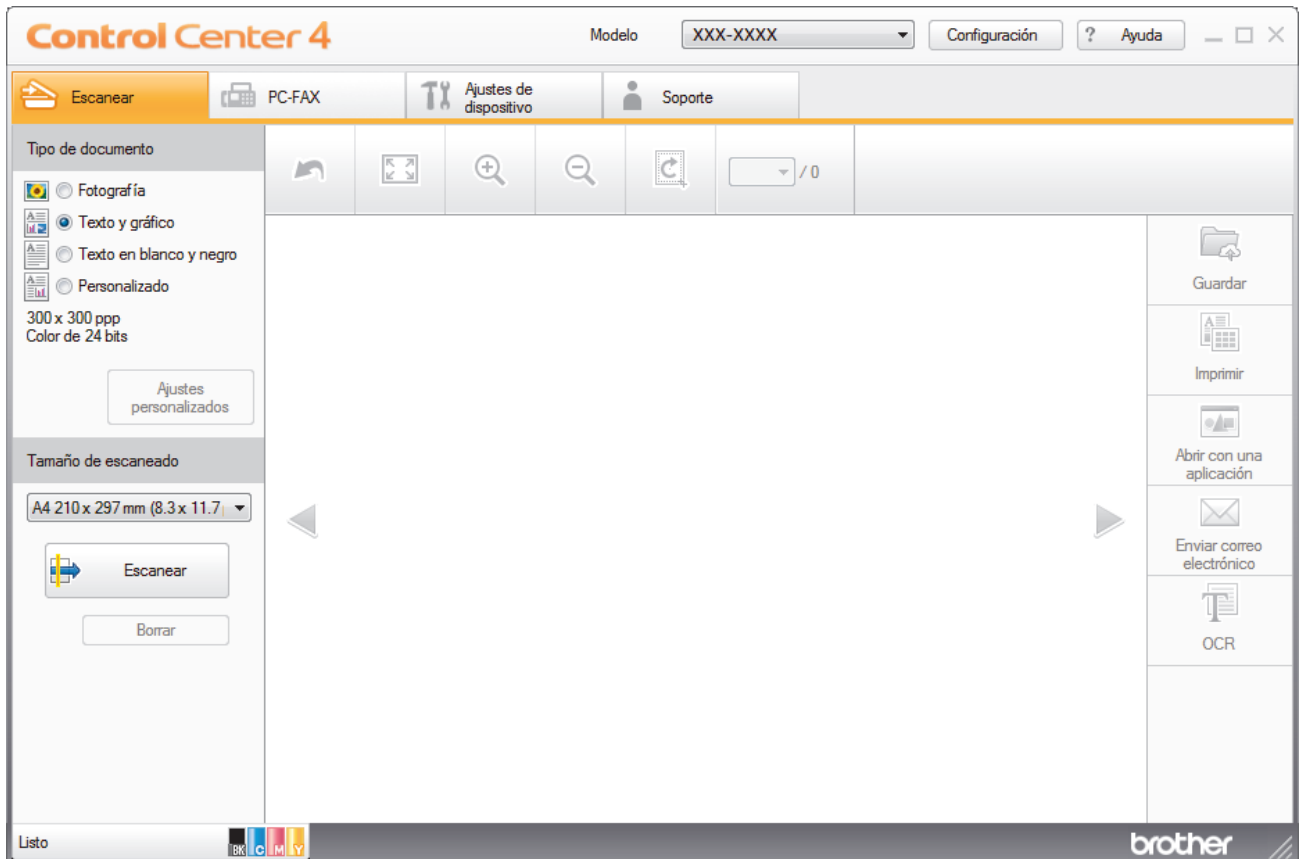 Control Center 4
Modelo
XXX-XXXX
Configuración
? Ayuda
Escanear
PC-FAX
Ajustes de
dispositivo
Soporte
Tipo de documento
/ 0
Fotografía
Texto y gráfico
Texto en blanco y negro
Personalizado
300 x 300 ppp
Color de 24 bits
Ajustes
personalizados
Tamaño de escaneado
A4 210 x 297 mm (8.3 x 11.7
Escanear
Borrar
Guardar
Imprimir
Abrir con una
aplicación
Enviar correo
electrónico
OCR
Listo
BK C M Y
brother